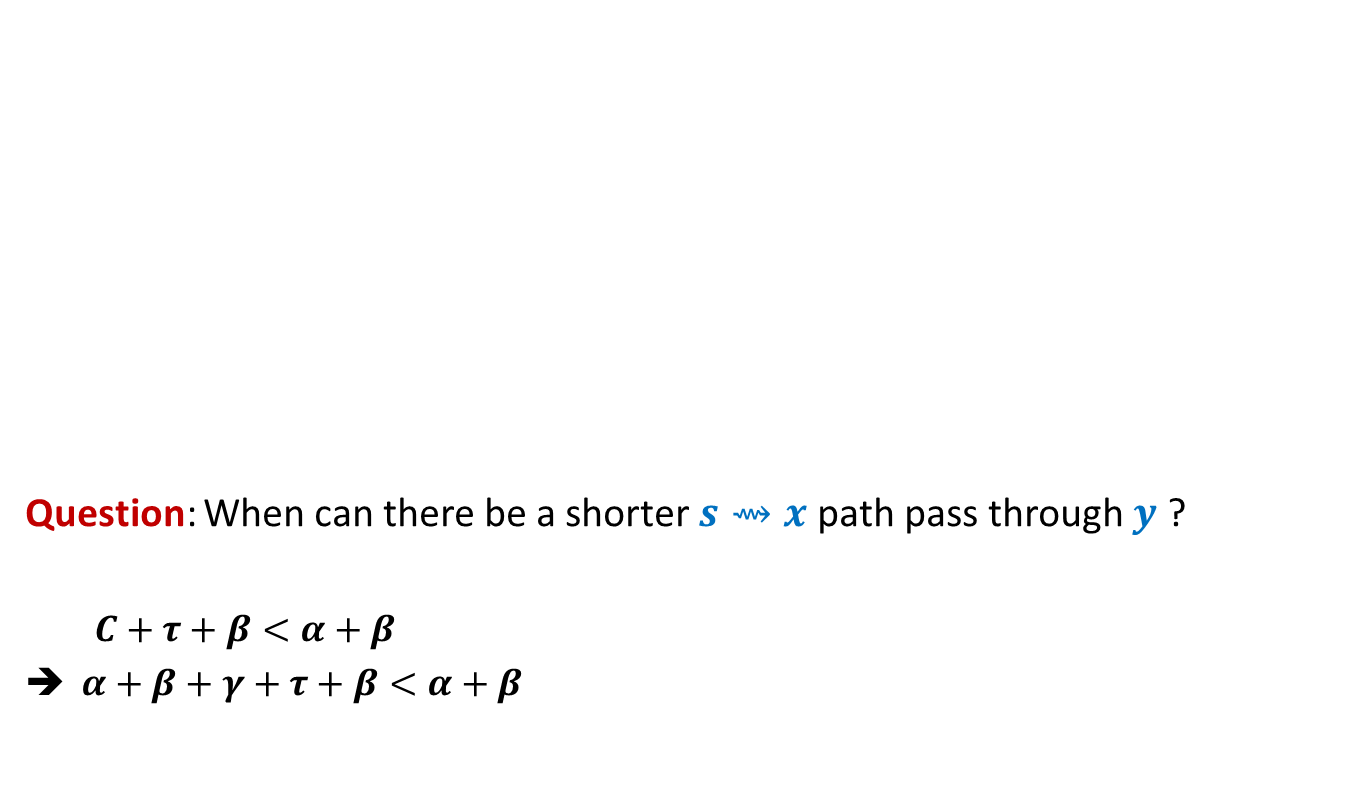 Question: When can there be a shorter s ⇝ x path pass through y ?
C + τ + β < α + β
➔ α + β + γ + τ + β < α + β